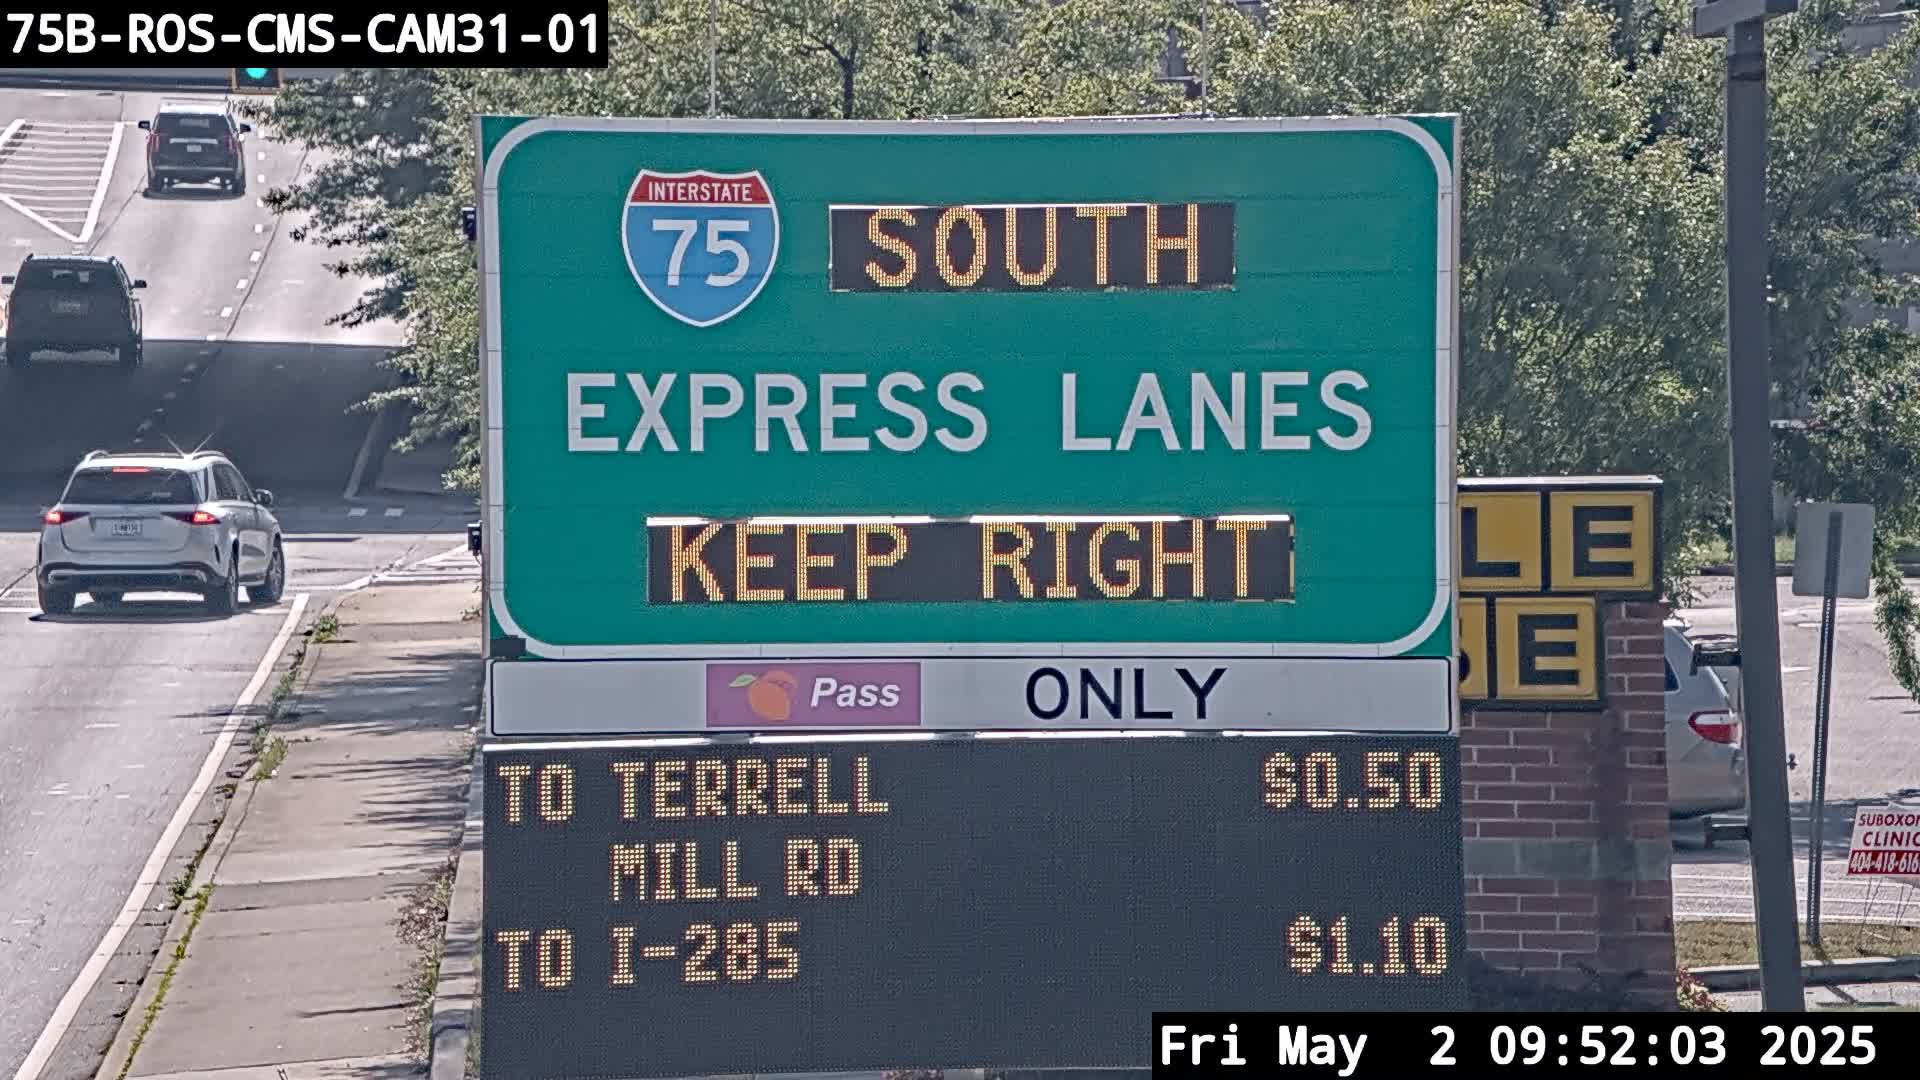 75B-ROS-CMS-CAM31-01
INTERSTATE
75
SOUTH
EXPRESS LANES
KEEP RIGHT
Pass ONLY
TO TERRELL $0.50
MILL RD
TO I-285 $1.10
LE
E
CLINIC
Fri May 2 09:52:03 2025